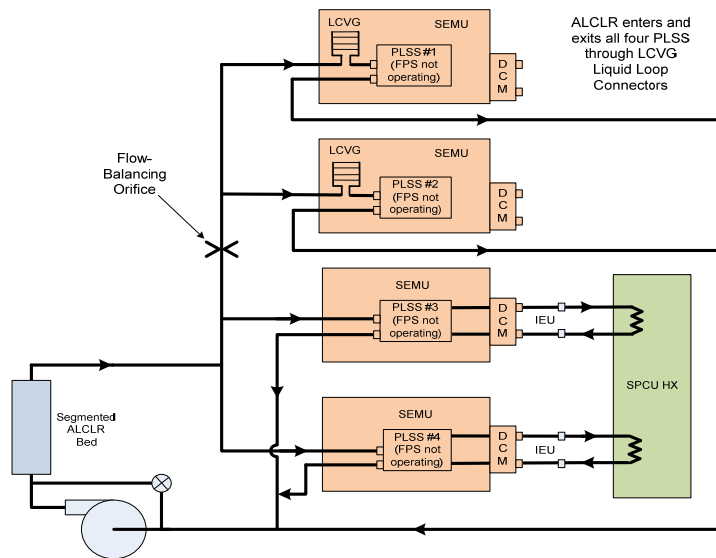 LCVG
SEMU
PLSS #1
(FPS not
operating)
D
C
M
ALCLR enters and
exits all four PLSS
through LCVG
Liquid Loop
Connectors
LCVG
SEMU
PLSS #2
(FPS not
operating)
D
C
M
Flow-
Balancing
Orifice
SEMU
PLSS #3
(FPS not
operating)
D
C
M
IEU
SPCU HX
Segmented
ALCLR
Bed
SEMU
PLSS #4
(FPS not
operating)
D
C
M
IEU